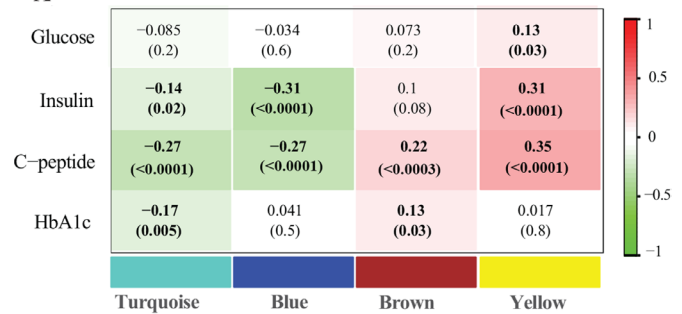 Glucose −0.085 −0.034 0.073 0.13
(0.2) (0.6) (0.2) (0.03)
Insulin −0.14 −0.31 0.1 0.31
(0.02) (<0.0001) (0.08) (<0.0001)
C−peptide −0.27 −0.27 0.22 0.35
(<0.0001) (<0.0001) (<0.0003) (<0.0001)
HbA1c −0.17 0.041 0.13 0.017
(0.005) (0.5) (0.03) (0.8)
Turquoise Blue Brown Yellow
1
0.5
0
−0.5
−1